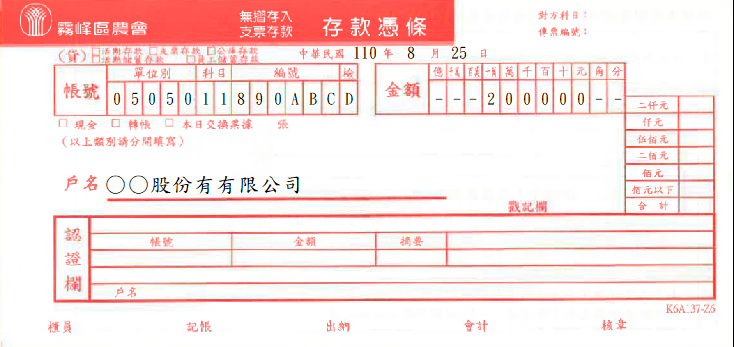 霧峰區農會
無摺存入
支票存款
存款憑條
對方科目：
傳票編號：
(貸) □活期存款 □支票存款 □公庫存款
□活期儲蓄存款 □員工儲蓄存款
中華民國 110 年 8 月 25 日
單位別 科目 編號 檢
帳號 0 5 0 5 0 1 1 8 9 0 A B C D
億 千萬 百萬 十萬 萬 千 百 十 元 角 分
金額 - - - 2 0 0 0 0 0 - -
□ 現金 □ 轉帳 □ 本日交換票據 張
(以上類別請分開填寫)
二仟元
仟元
伍佰元
二佰元
佰元
佰元以下
合計
戶名 〇〇股份有有限公司
戳記欄
認證欄
帳號 金額 摘要
戶名
K5A.37-Z5
櫃員 記帳 出納 會計 核章